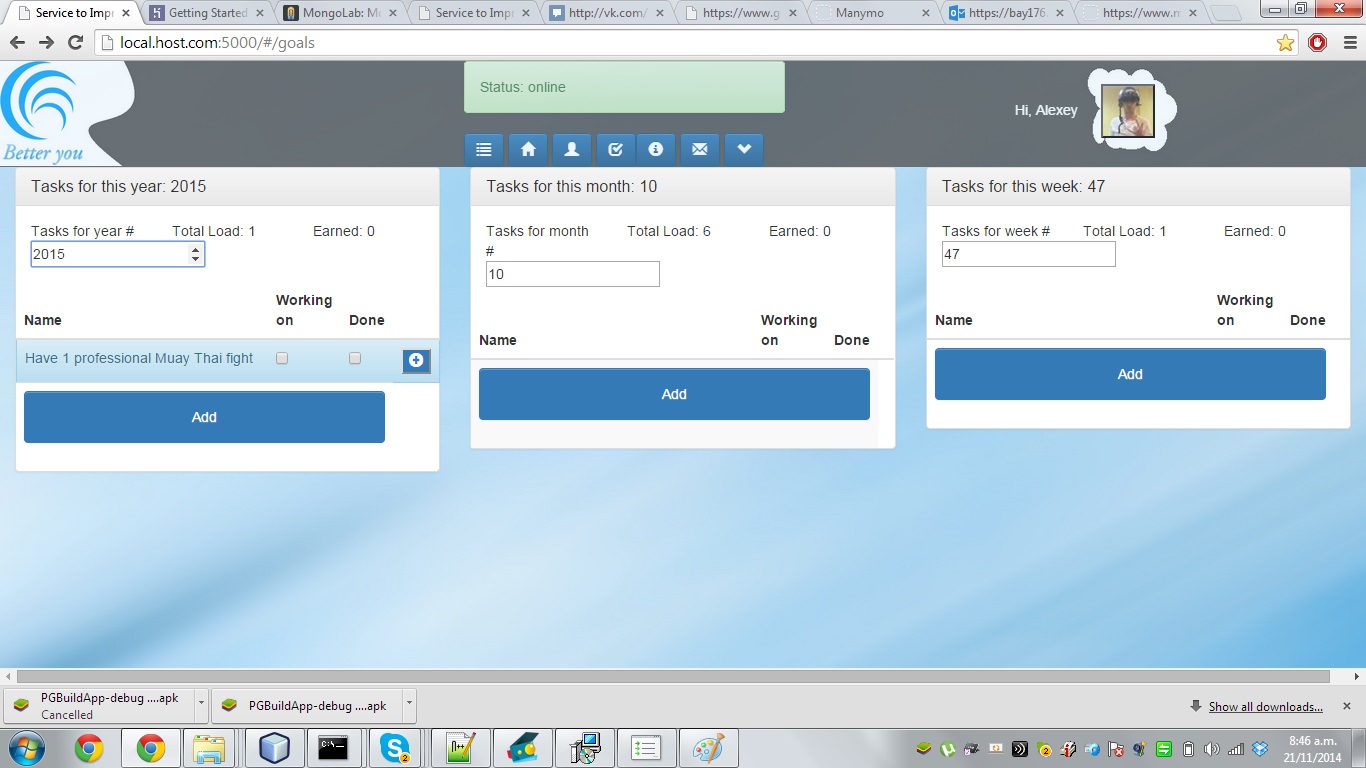 Service to Impr
Getting Started
MongoLab: M
Service to Impr
http://vk.com/
https://www.g
Manymo
https://bay176.
https://www.m
local.host.com:5000/#/goals
Better you
Status: online
Hi, Alexey
Tasks for this year: 2015
Tasks for year #
Total Load: 1
Earned: 0
2015
Name
Working
on
Done
Have 1 professional Muay Thai fight
Add
Tasks for this month: 10
Tasks for month
#
Total Load: 6
Earned: 0
10
Name
Working
on
Done
Add
Tasks for this week: 47
Tasks for week #
Total Load: 1
Earned: 0
47
Name
Working
on
Done
Add
PGBuildApp-debug ....apk
Cancelled
PGBuildApp-debug ....apk
Show all downloads...
8:46 a.m.
21/11/2014